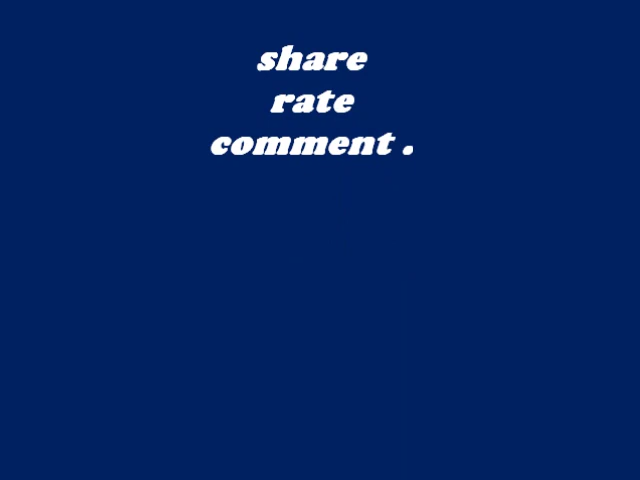 share
rate
comment .